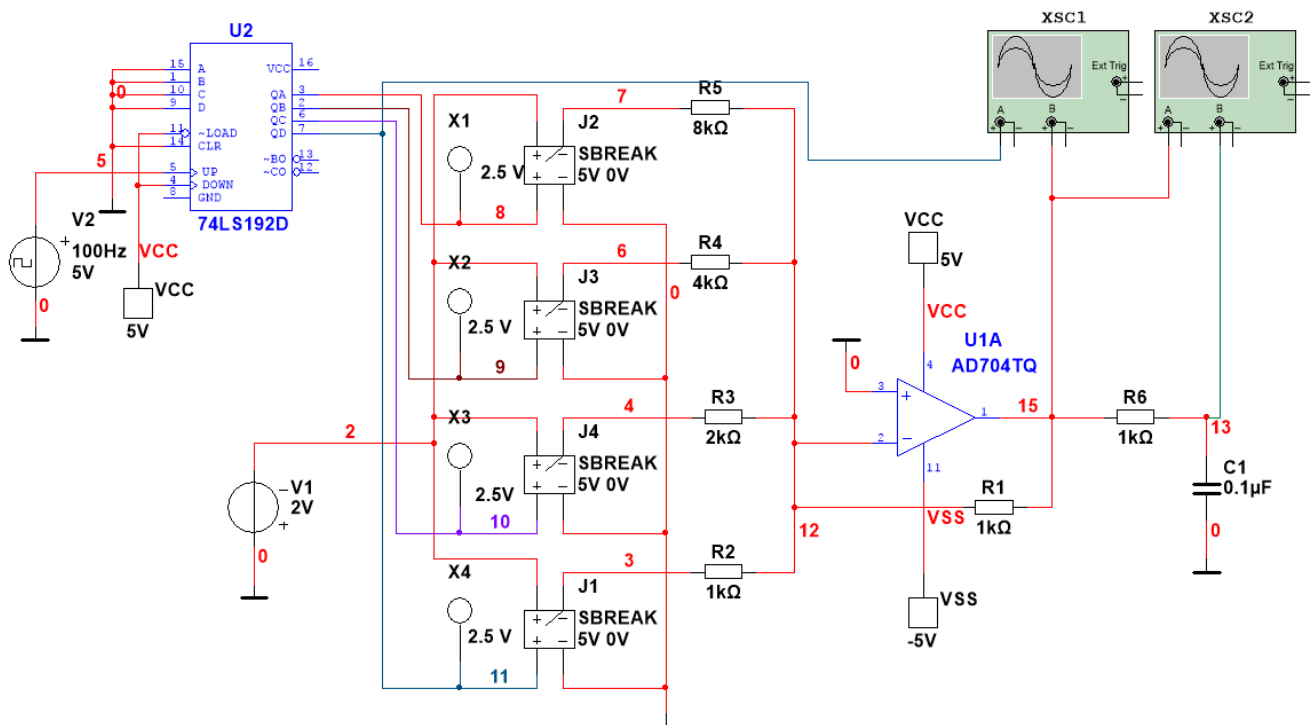 XSC1
XSC2
Ext Trig
+
−
A
B
+ − + −
Ext Trig
+
−
A
B
+ − + −
U2
15
1
10
9
11
14
5
4
8
A
B
C
D
~LOAD
CLR
UP
DOWN
GND
VCC
QA
QB
QC
QD
~BO
~CO
16
3
2
6
7
13
12
74LS192D
0
5
V2
+
100Hz
5V
0
VCC
VCC
5V
X1
2.5 V
8
J2
SBREAK
5V 0V
+ −
+ −
7
R5
8kΩ
X2
2.5 V
9
J3
SBREAK
5V 0V
+ −
+ −
6
R4
4kΩ
0
X3
2.5V
10
J4
SBREAK
5V 0V
+ −
+ −
4
R3
2kΩ
2
V1
2V
−
+
0
X4
2.5 V
11
J1
SBREAK
5V 0V
+ −
+ −
3
R2
1kΩ
12
VCC
5V
VCC
U1A
AD704TQ
0
3
2
4
11
1
+
−
15
R1
1kΩ
VSS
VSS
-5V
R6
1kΩ
13
C1
0.1µF
0